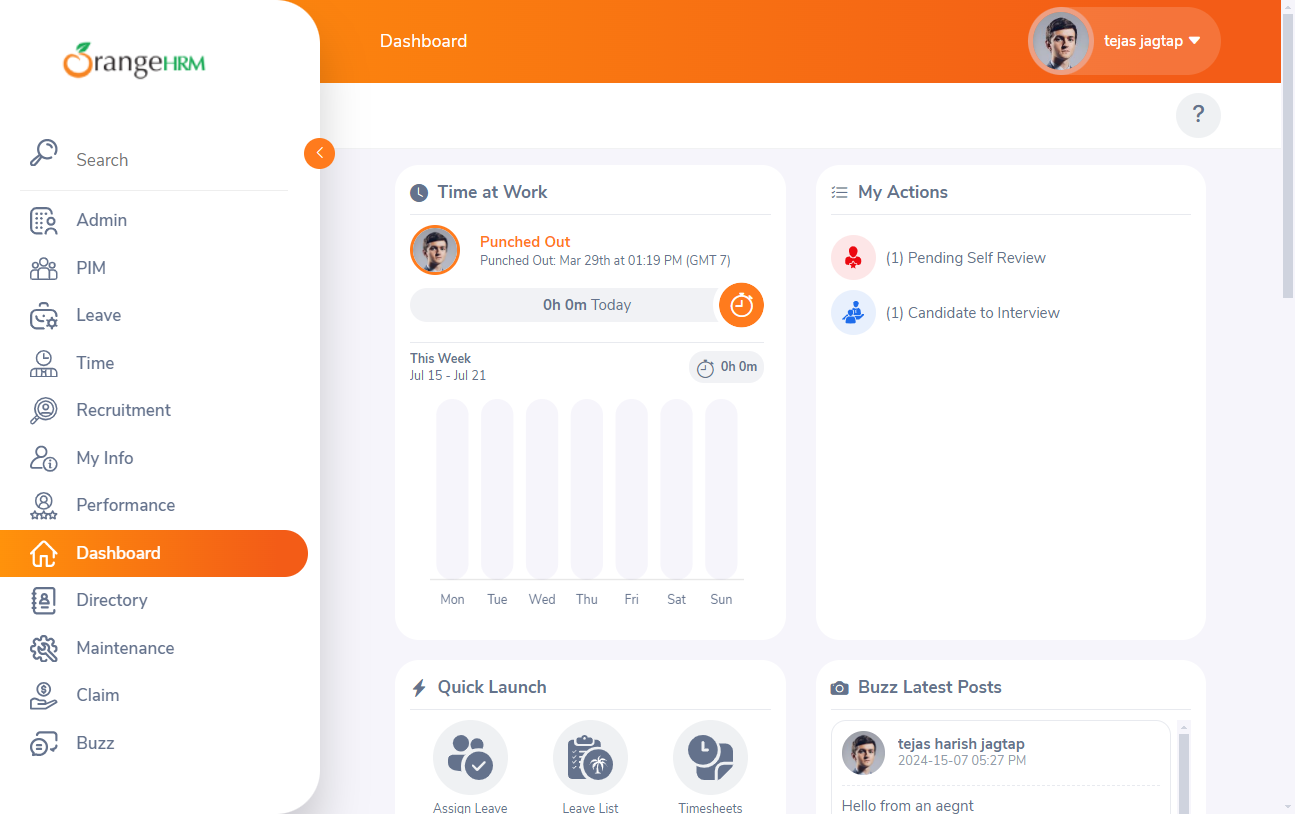 OrangeHRM
Search
Admin
PIM
Leave
Time
Recruitment
My Info
Performance
Dashboard
Directory
Maintenance
Claim
Buzz
Dashboard
tejas jagtap
?
Time at Work
Punched Out
Punched Out: Mar 29th at 01:19 PM (GMT 7)
0h 0m Today
This Week
Jul 15 - Jul 21
0h 0m
Mon Tue Wed Thu Fri Sat Sun
My Actions
(1) Pending Self Review
(1) Candidate to Interview
Quick Launch
Assign Leave
Leave List
Timesheets
Buzz Latest Posts
tejas harish jagtap
2024-15-07 05:27 PM
Hello from an aegnt